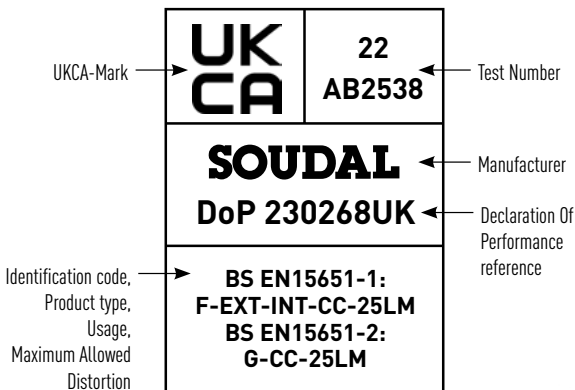 UKCA-Mark
UK
CA
22
AB2538
Test Number
SOUDAL
Manufacturer
DoP 230268UK
Declaration Of
Performance
reference
Identification code,
Product type,
Usage,
Maximum Allowed
Distortion
BS EN15651-1:
F-EXT-INT-CC-25LM
BS EN15651-2:
G-CC-25LM